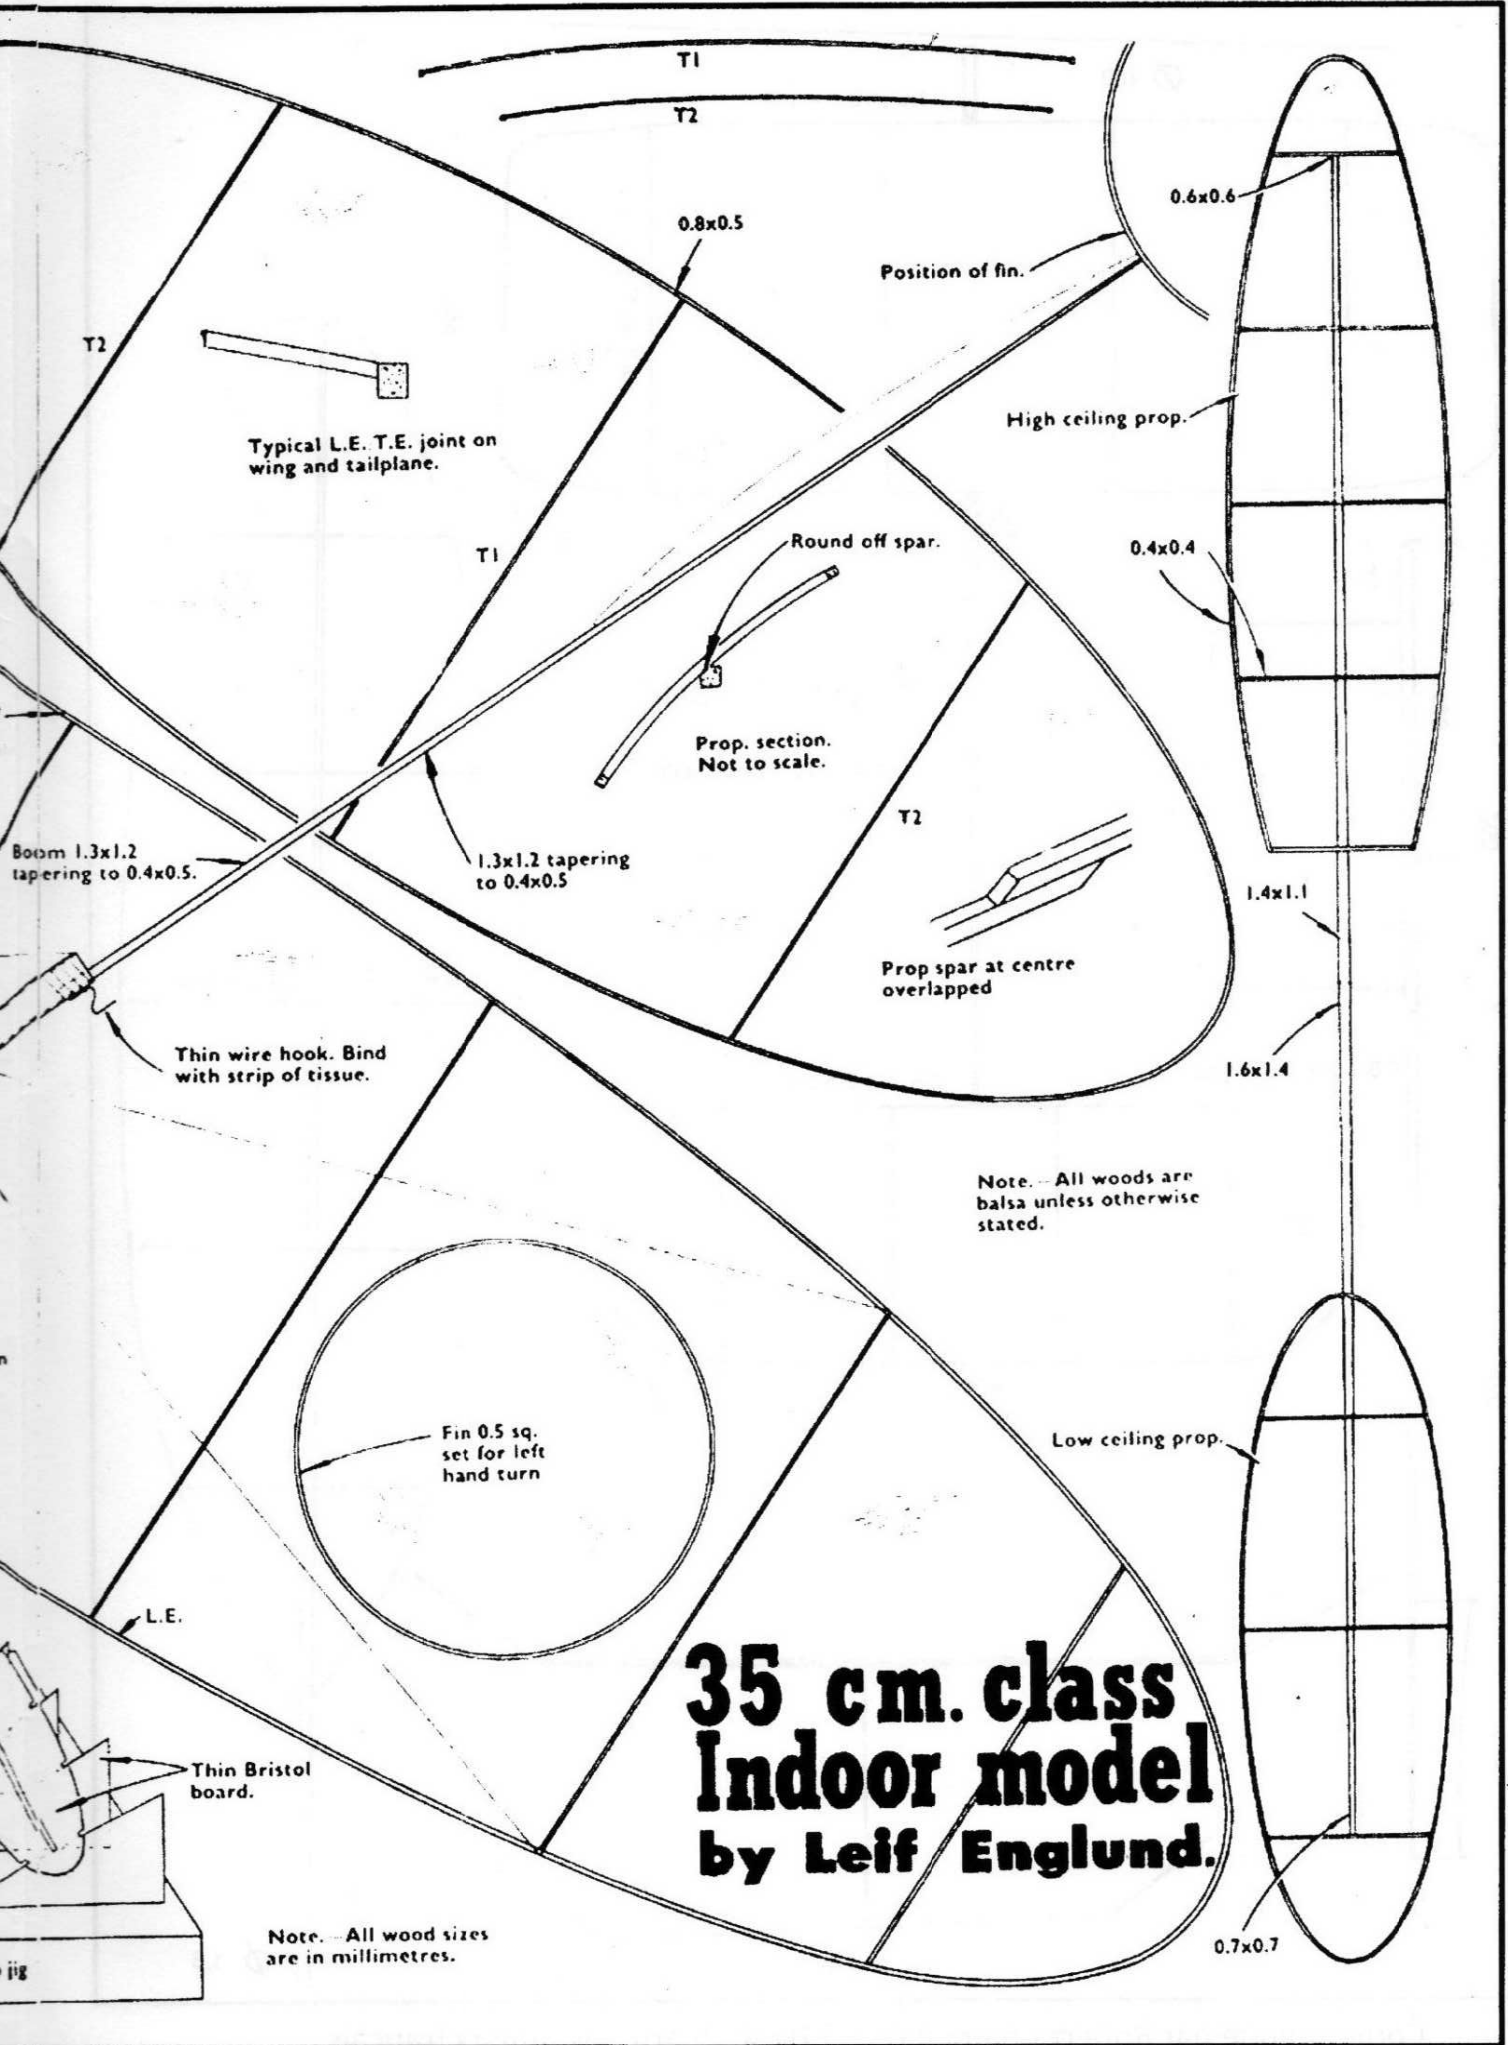 T1
T2
0.6x0.6
0.8x0.5
Position of fin.
T2
High ceiling prop.
Typical L.E. T.E. joint on
wing and tailplane.
Round off spar.
0.4x0.4
T1
Prop. section.
Not to scale.
T2
Boom 1.3x1.2
tapering to 0.4x0.5.
1.3x1.2 tapering
to 0.4x0.5
1.4x1.1
Prop spar at centre
overlapped
Thin wire hook. Bind
with strip of tissue.
1.6x1.4
Note. - All woods are
balsa unless otherwise
stated.
Fin 0.5 sq.
set for left
hand turn
Low ceiling prop.
L.E.
35 cm. class
Indoor model
by Leif Englund.
Thin Bristol
board.
Note. - All wood sizes
are in millimetres.
0.7x0.7
jig